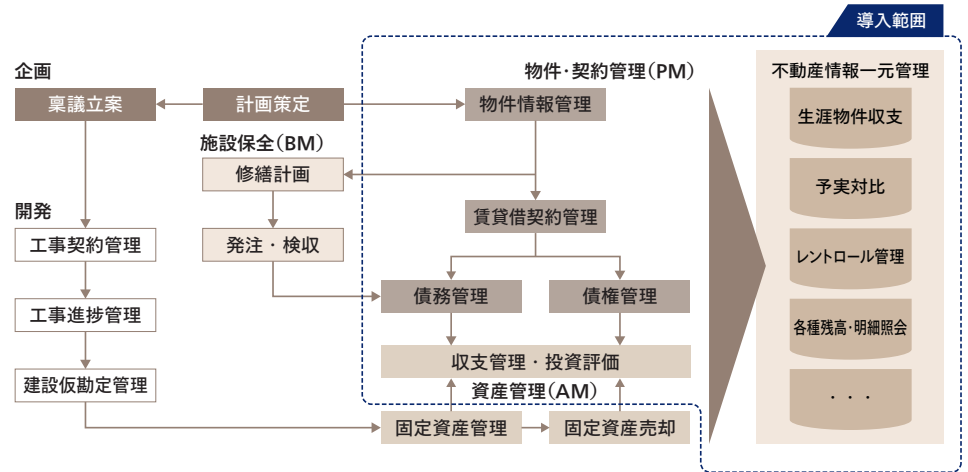 導入範囲
企画
稟議立案
計画策定
施設保全(BM)
修繕計画
発注・検収
開発
工事契約管理
工事進捗管理
建設仮勘定管理
物件・契約管理(PM)
物件情報管理
賃貸借契約管理
債務管理
債権管理
収支管理・投資評価
資産管理(AM)
固定資産管理
固定資産売却
不動産情報一元管理
生涯物件収支
予実対比
レントロール管理
各種残高・明細照会
・・・